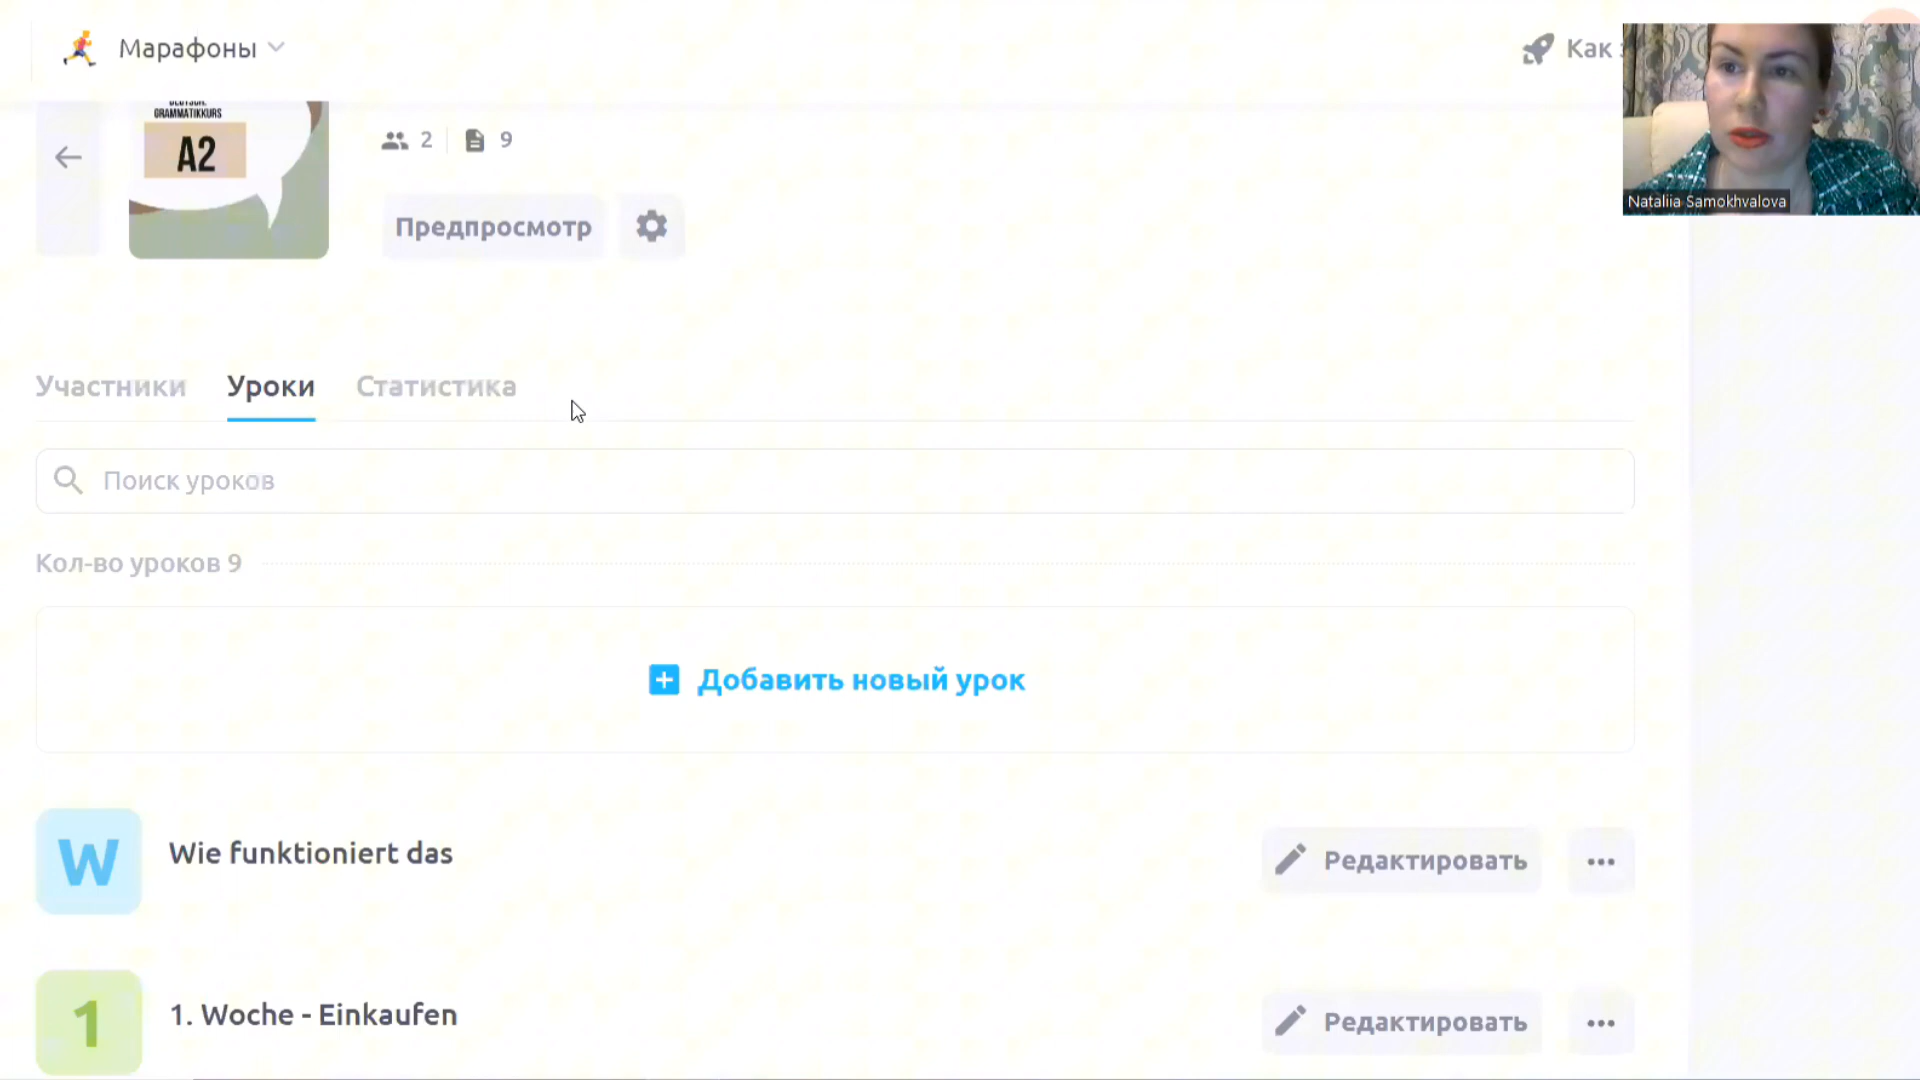 Марафоны
Как
Nataliia Samokhvalova
DEUTSCH.
GRAMMATIKKURS
A2
2
9
Предпросмотр
Участники
Уроки
Статистика
Поиск уроков
Кол-во уроков 9
Добавить новый урок
W
Wie funktioniert das
Редактировать
1
1. Woche - Einkaufen
Редактировать